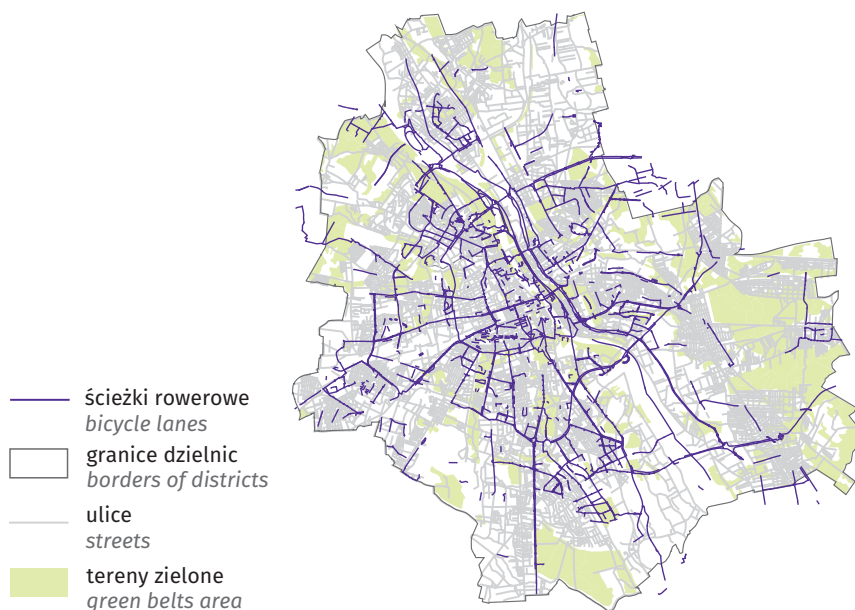 ścieżki rowerowe
bicycle lanes
granice dzielnic
borders of districts
ulice
streets
tereny zielone
green belts area